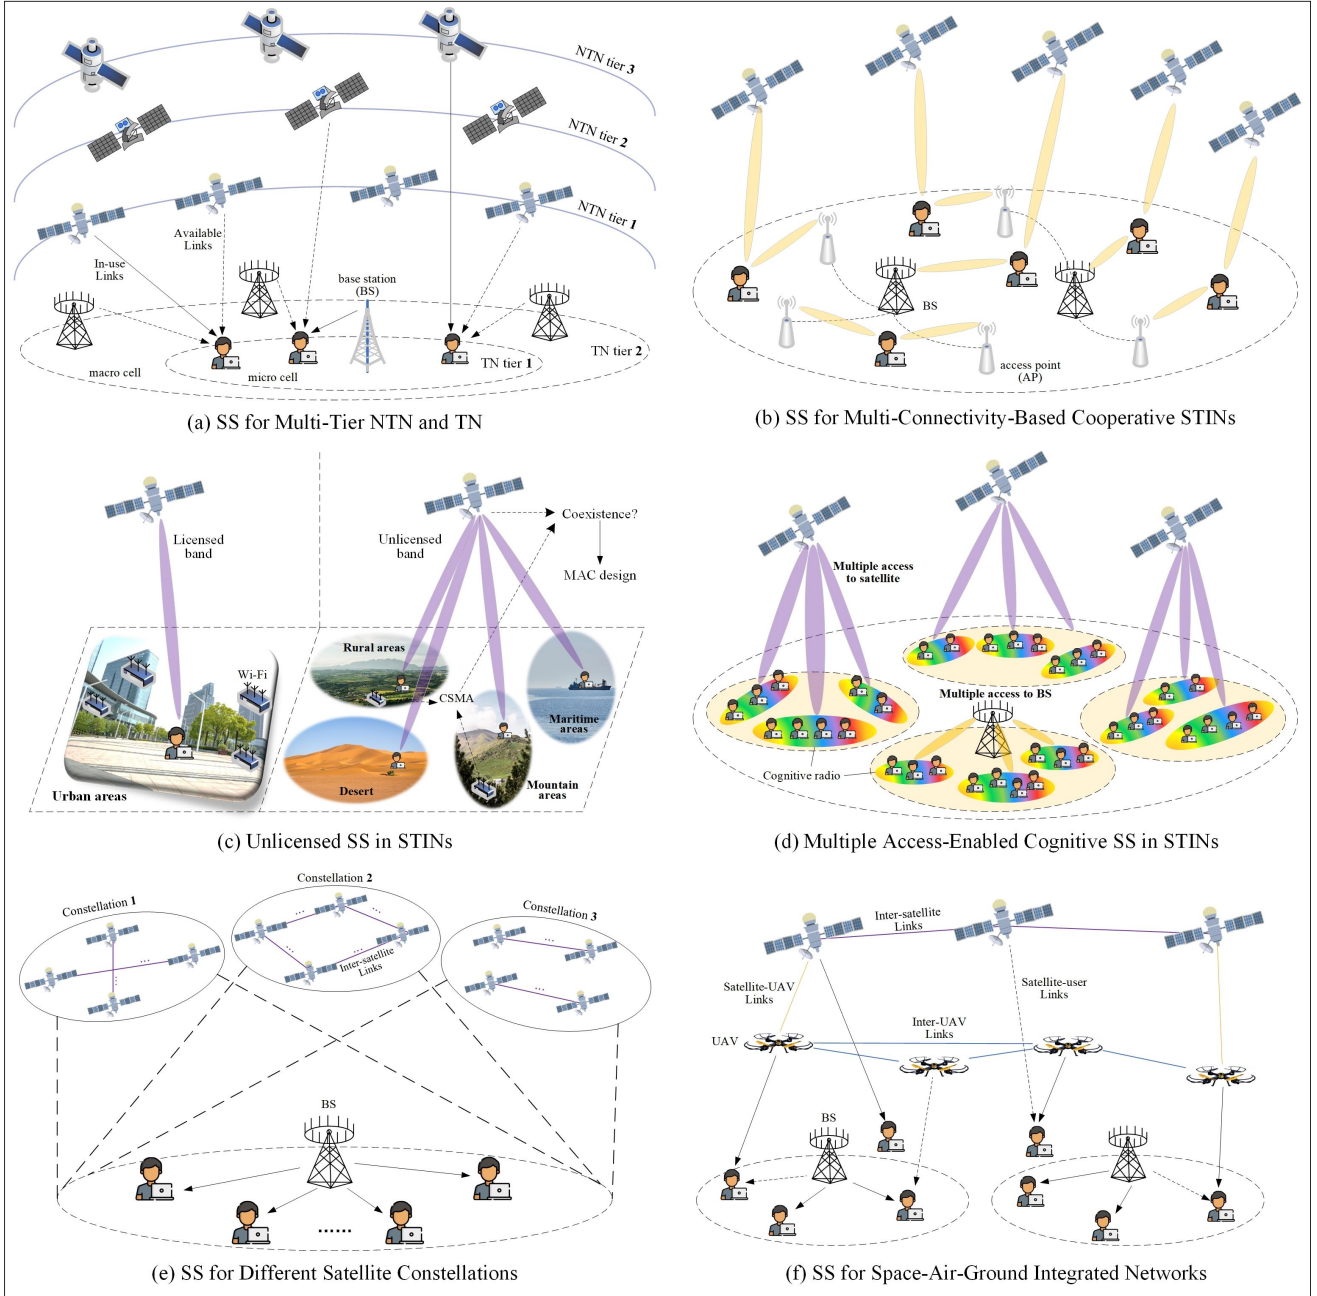 NTN tier 3
NTN tier 2
NTN tier 1
Available
Links
In-use
Links
base station
(BS)
TN tier 2
TN tier 1
macro cell
micro cell
(a) SS for Multi-Tier NTN and TN
BS
access point
(AP)
(b) SS for Multi-Connectivity-Based Cooperative STINs
Licensed
band
Unlicensed
band
Coexistence?
MAC design
Rural areas
Wi-Fi
CSMA
Maritime
areas
Desert
Mountain
areas
Urban areas
(c) Unlicensed SS in STINs
Multiple access
to satellite
Multiple access to BS
Cognitive radio
(d) Multiple Access-Enabled Cognitive SS in STINs
Constellation 1
Constellation 2
Constellation 3
...
...
...
...
...
...
...
...
Inter-satellite
Links
BS
......
(e) SS for Different Satellite Constellations
Inter-satellite
Links
Satellite-UAV
Links
Satellite-user
Links
Inter-UAV
Links
UAV
BS
(f) SS for Space-Air-Ground Integrated Networks